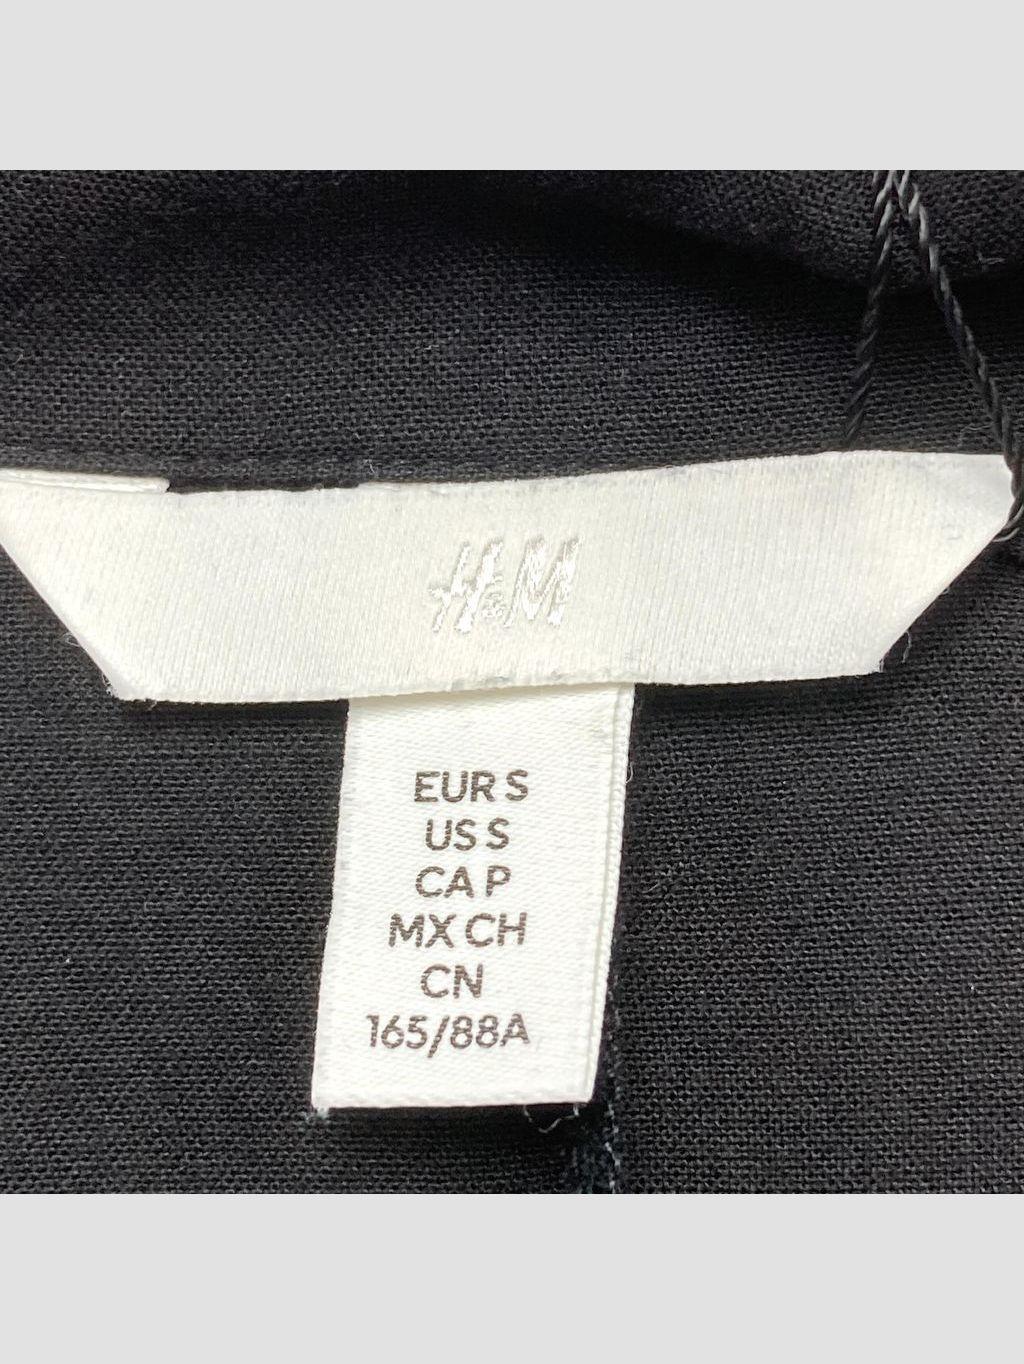 H&M
EUR S
US S
CA P
MX CH
CN
165/88A